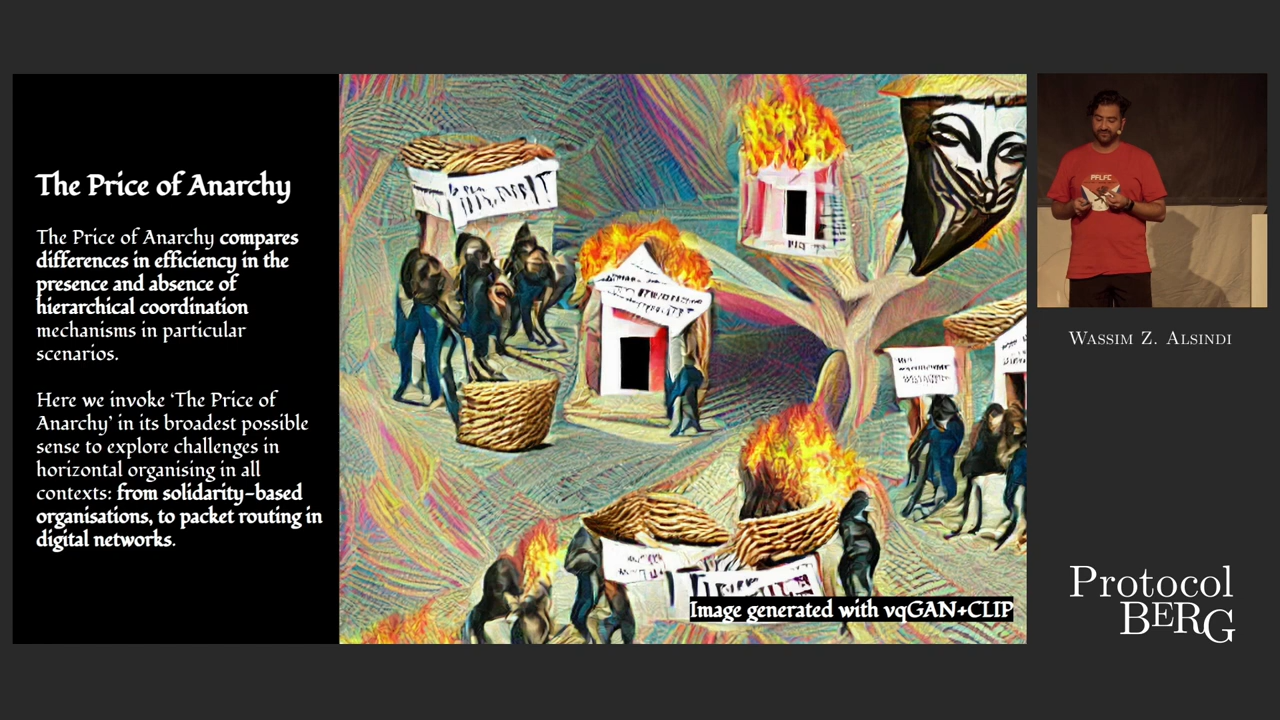 The Price of Anarchy
The Price of Anarchy compares
differences in efficiency in the
presence and absence of
hierarchical coordination
mechanisms in particular
scenarios.
Here we invoke ‘The Price of
Anarchy’ in its broadest possible
sense to explore challenges in
horizontal organising in all
contexts: from solidarity-based
organisations, to packet routing in
digital networks.
Image generated with vqGAN+CLIP
PFLFC
Wassim Z. Alsindi
Protocol
BERG